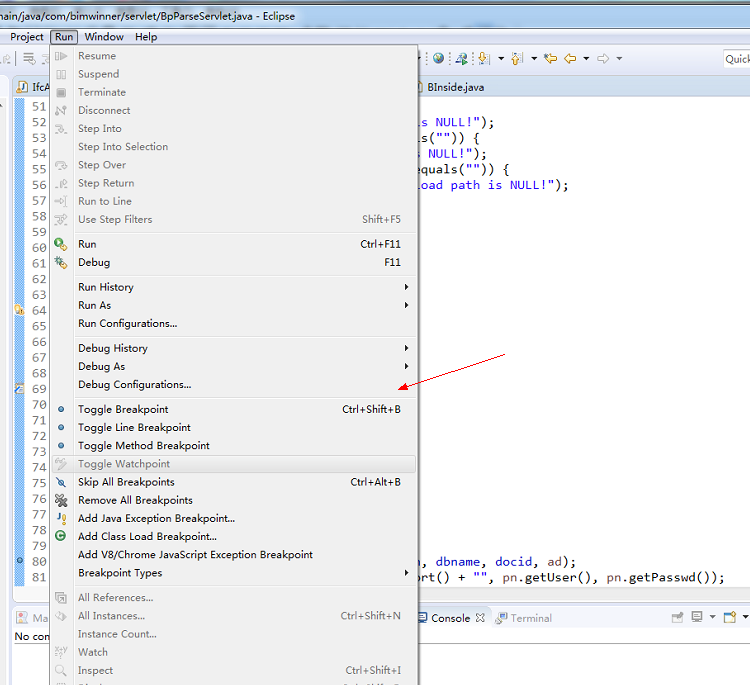 nain/java/com/bimwinner/servlet/BpParseServlet.java - Eclipse
Project Run Window Help
Resume
Suspend
Terminate
Disconnect
Step Into
Step Into Selection
Step Over
Step Return
Run to Line
Use Step Filters Shift+F5
Run Ctrl+F11
Debug F11
Run History
Run As
Run Configurations...
Debug History
Debug As
Debug Configurations...
Toggle Breakpoint Ctrl+Shift+B
Toggle Line Breakpoint
Toggle Method Breakpoint
Toggle Watchpoint
Skip All Breakpoints Ctrl+Alt+B
Remove All Breakpoints
Add Java Exception Breakpoint...
Add Class Load Breakpoint...
Add V8/Chrome JavaScript Exception Breakpoint
Breakpoint Types
All References...
All Instances... Ctrl+Shift+N
Instance Count...
Watch
Inspect Ctrl+Shift+I
Quick
IfcA
BInside.java
51
52 s NULL!");
53 ls("")) {
54 s NULL!");
55 equals("")) {
56 load path is NULL!");
57
58
59
60
61
62
63
64
65
66
67
68
69
70
71
72
73
74
75
76
77
78
79
80 , dbname, docid, ad);
81 ort() + "", pn.getUser(), pn.getPasswd());
Ma
Console
Terminal
No con